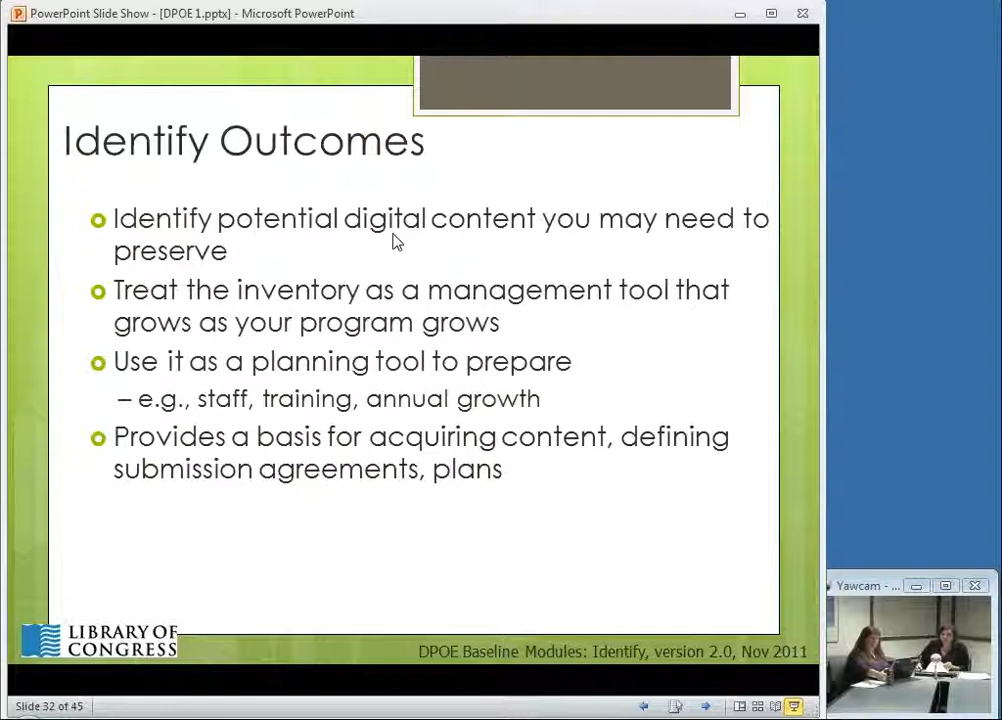 PowerPoint Slide Show - [DPOE 1.pptx] - Microsoft PowerPoint
Identify Outcomes
Identify potential digital content you may need to
preserve
Treat the inventory as a management tool that
grows as your program grows
Use it as a planning tool to prepare
– e.g., staff, training, annual growth
Provides a basis for acquiring content, defining
submission agreements, plans
LIBRARY OF
CONGRESS
DPOE Baseline Modules: Identify, version 2.0, Nov 2011
Slide 32 of 45
Yawcam - ...